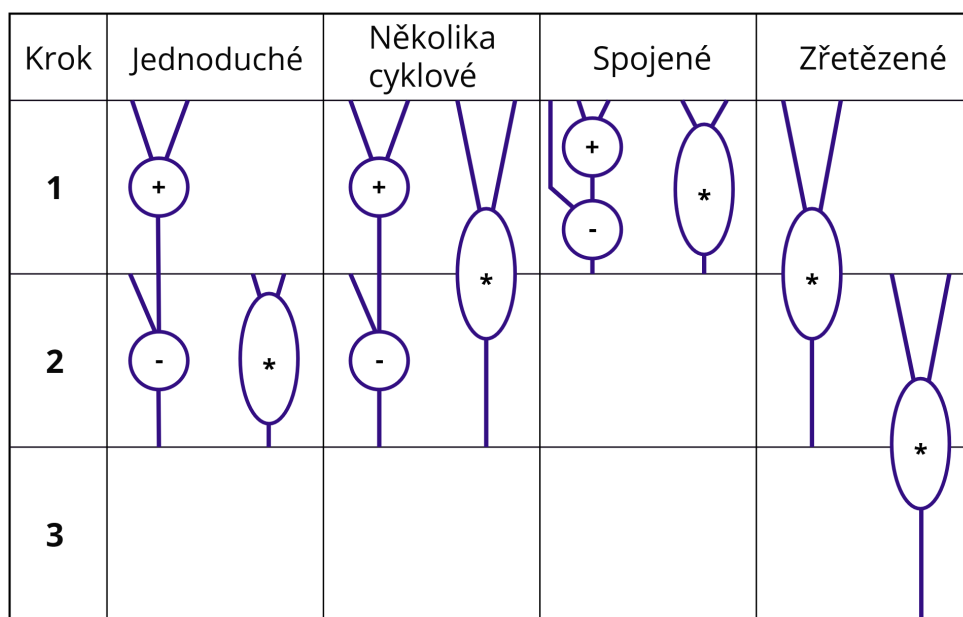 Krok Jednoduché Několika cyklové Spojené Zřetězené
1
+ + + *
-
* *
2
- * -
*
3